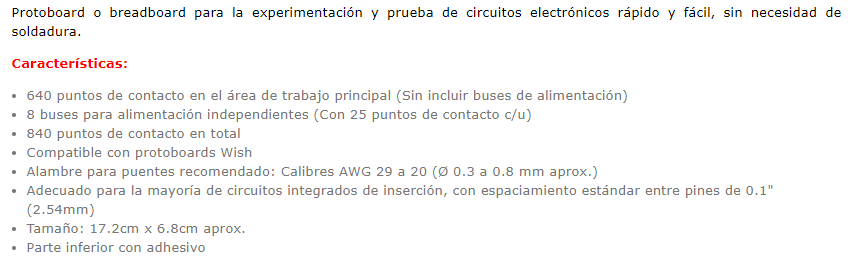 Protoboard o breadboard para la experimentación y prueba de circuitos electrónicos rápido y fácil, sin necesidad de
soldadura.
Características:
• 640 puntos de contacto en el área de trabajo principal (Sin incluir buses de alimentación)
• 8 buses para alimentación independientes (Con 25 puntos de contacto c/u)
• 840 puntos de contacto en total
• Compatible con protoboards Wish
• Alambre para puentes recomendado: Calibres AWG 29 a 20 (Ø 0.3 a 0.8 mm aprox.)
• Adecuado para la mayoría de circuitos integrados de inserción, con espaciamiento estándar entre pines de 0.1"
(2.54mm)
• Tamaño: 17.2cm x 6.8cm aprox.
• Parte inferior con adhesivo